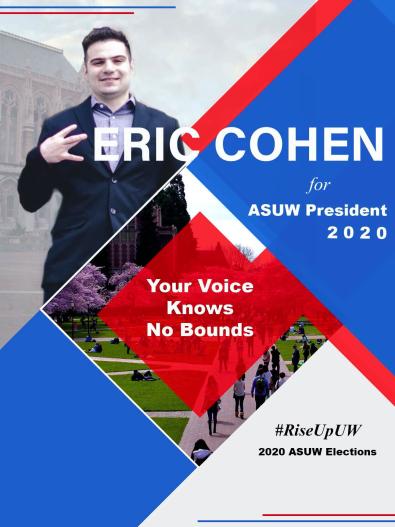 ERIC COHEN
for
ASUW President
2020
Your Voice
Knows
No Bounds
#RiseUpUW
2020 ASUW Elections